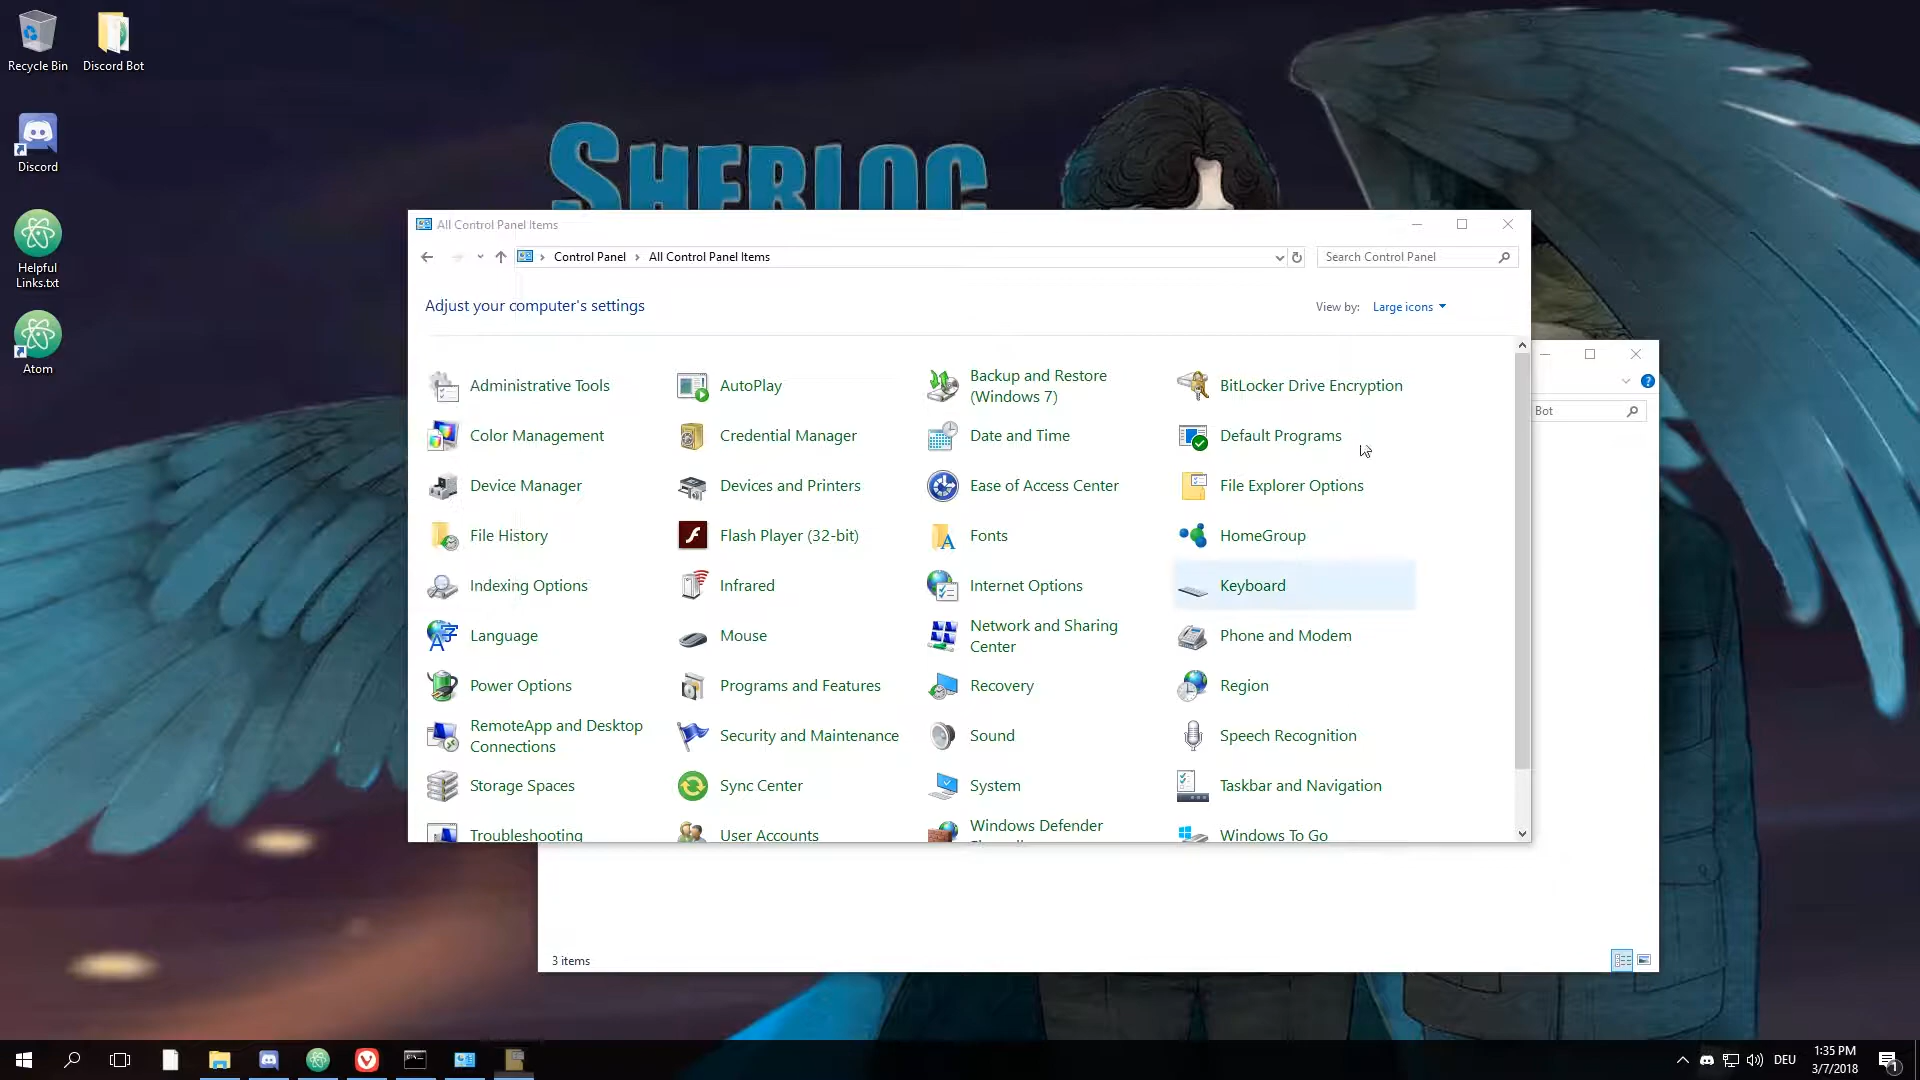 Recycle Bin
Discord Bot
Discord
Helpful
Links.txt
Atom
SHERLOC
All Control Panel Items
Control Panel > All Control Panel Items
Search Control Panel
Adjust your computer's settings
View by: Large icons
Administrative Tools
AutoPlay
Backup and Restore
(Windows 7)
BitLocker Drive Encryption
Color Management
Credential Manager
Date and Time
Default Programs
Device Manager
Devices and Printers
Ease of Access Center
File Explorer Options
File History
Flash Player (32-bit)
Fonts
HomeGroup
Indexing Options
Infrared
Internet Options
Keyboard
Language
Mouse
Network and Sharing
Center
Phone and Modem
Power Options
Programs and Features
Recovery
Region
RemoteApp and Desktop
Connections
Security and Maintenance
Sound
Speech Recognition
Storage Spaces
Sync Center
System
Taskbar and Navigation
Troubleshooting
User Accounts
Windows Defender
Windows To Go
Bot
3 items
DEU
1:35 PM
3/7/2018
1